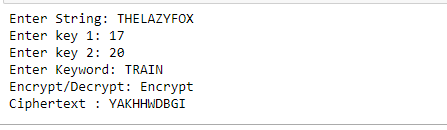 Enter String: THELAZYFOX
Enter key 1: 17
Enter key 2: 20
Enter Keyword: TRAIN
Encrypt/Decrypt: Encrypt
Ciphertext : YAKHHWDBGI